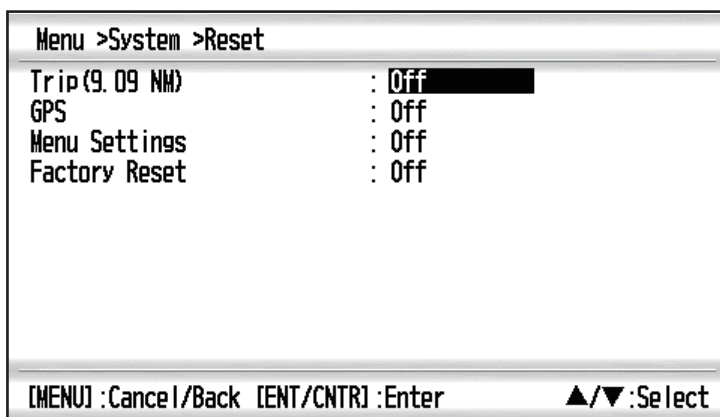 Menu >System >Reset
Trip(9.09 NM) : Off
GPS : Off
Menu Settings : Off
Factory Reset : Off
[MENU]:Cancel/Back [ENT/CNTR]:Enter ▲/▼:Select